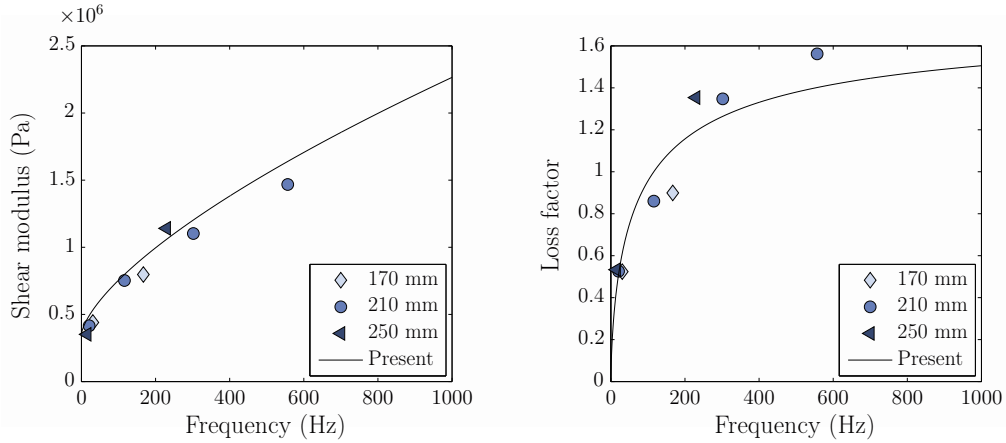 ×10⁶
2.5
2
1.5
1
0.5
0
0 200 400 600 800 1000
Shear modulus (Pa)
Frequency (Hz)
170 mm
210 mm
250 mm
Present
1.6
1.4
1.2
1
0.8
0.6
0.4
0.2
0
0 200 400 600 800 1000
Loss factor
Frequency (Hz)
170 mm
210 mm
250 mm
Present